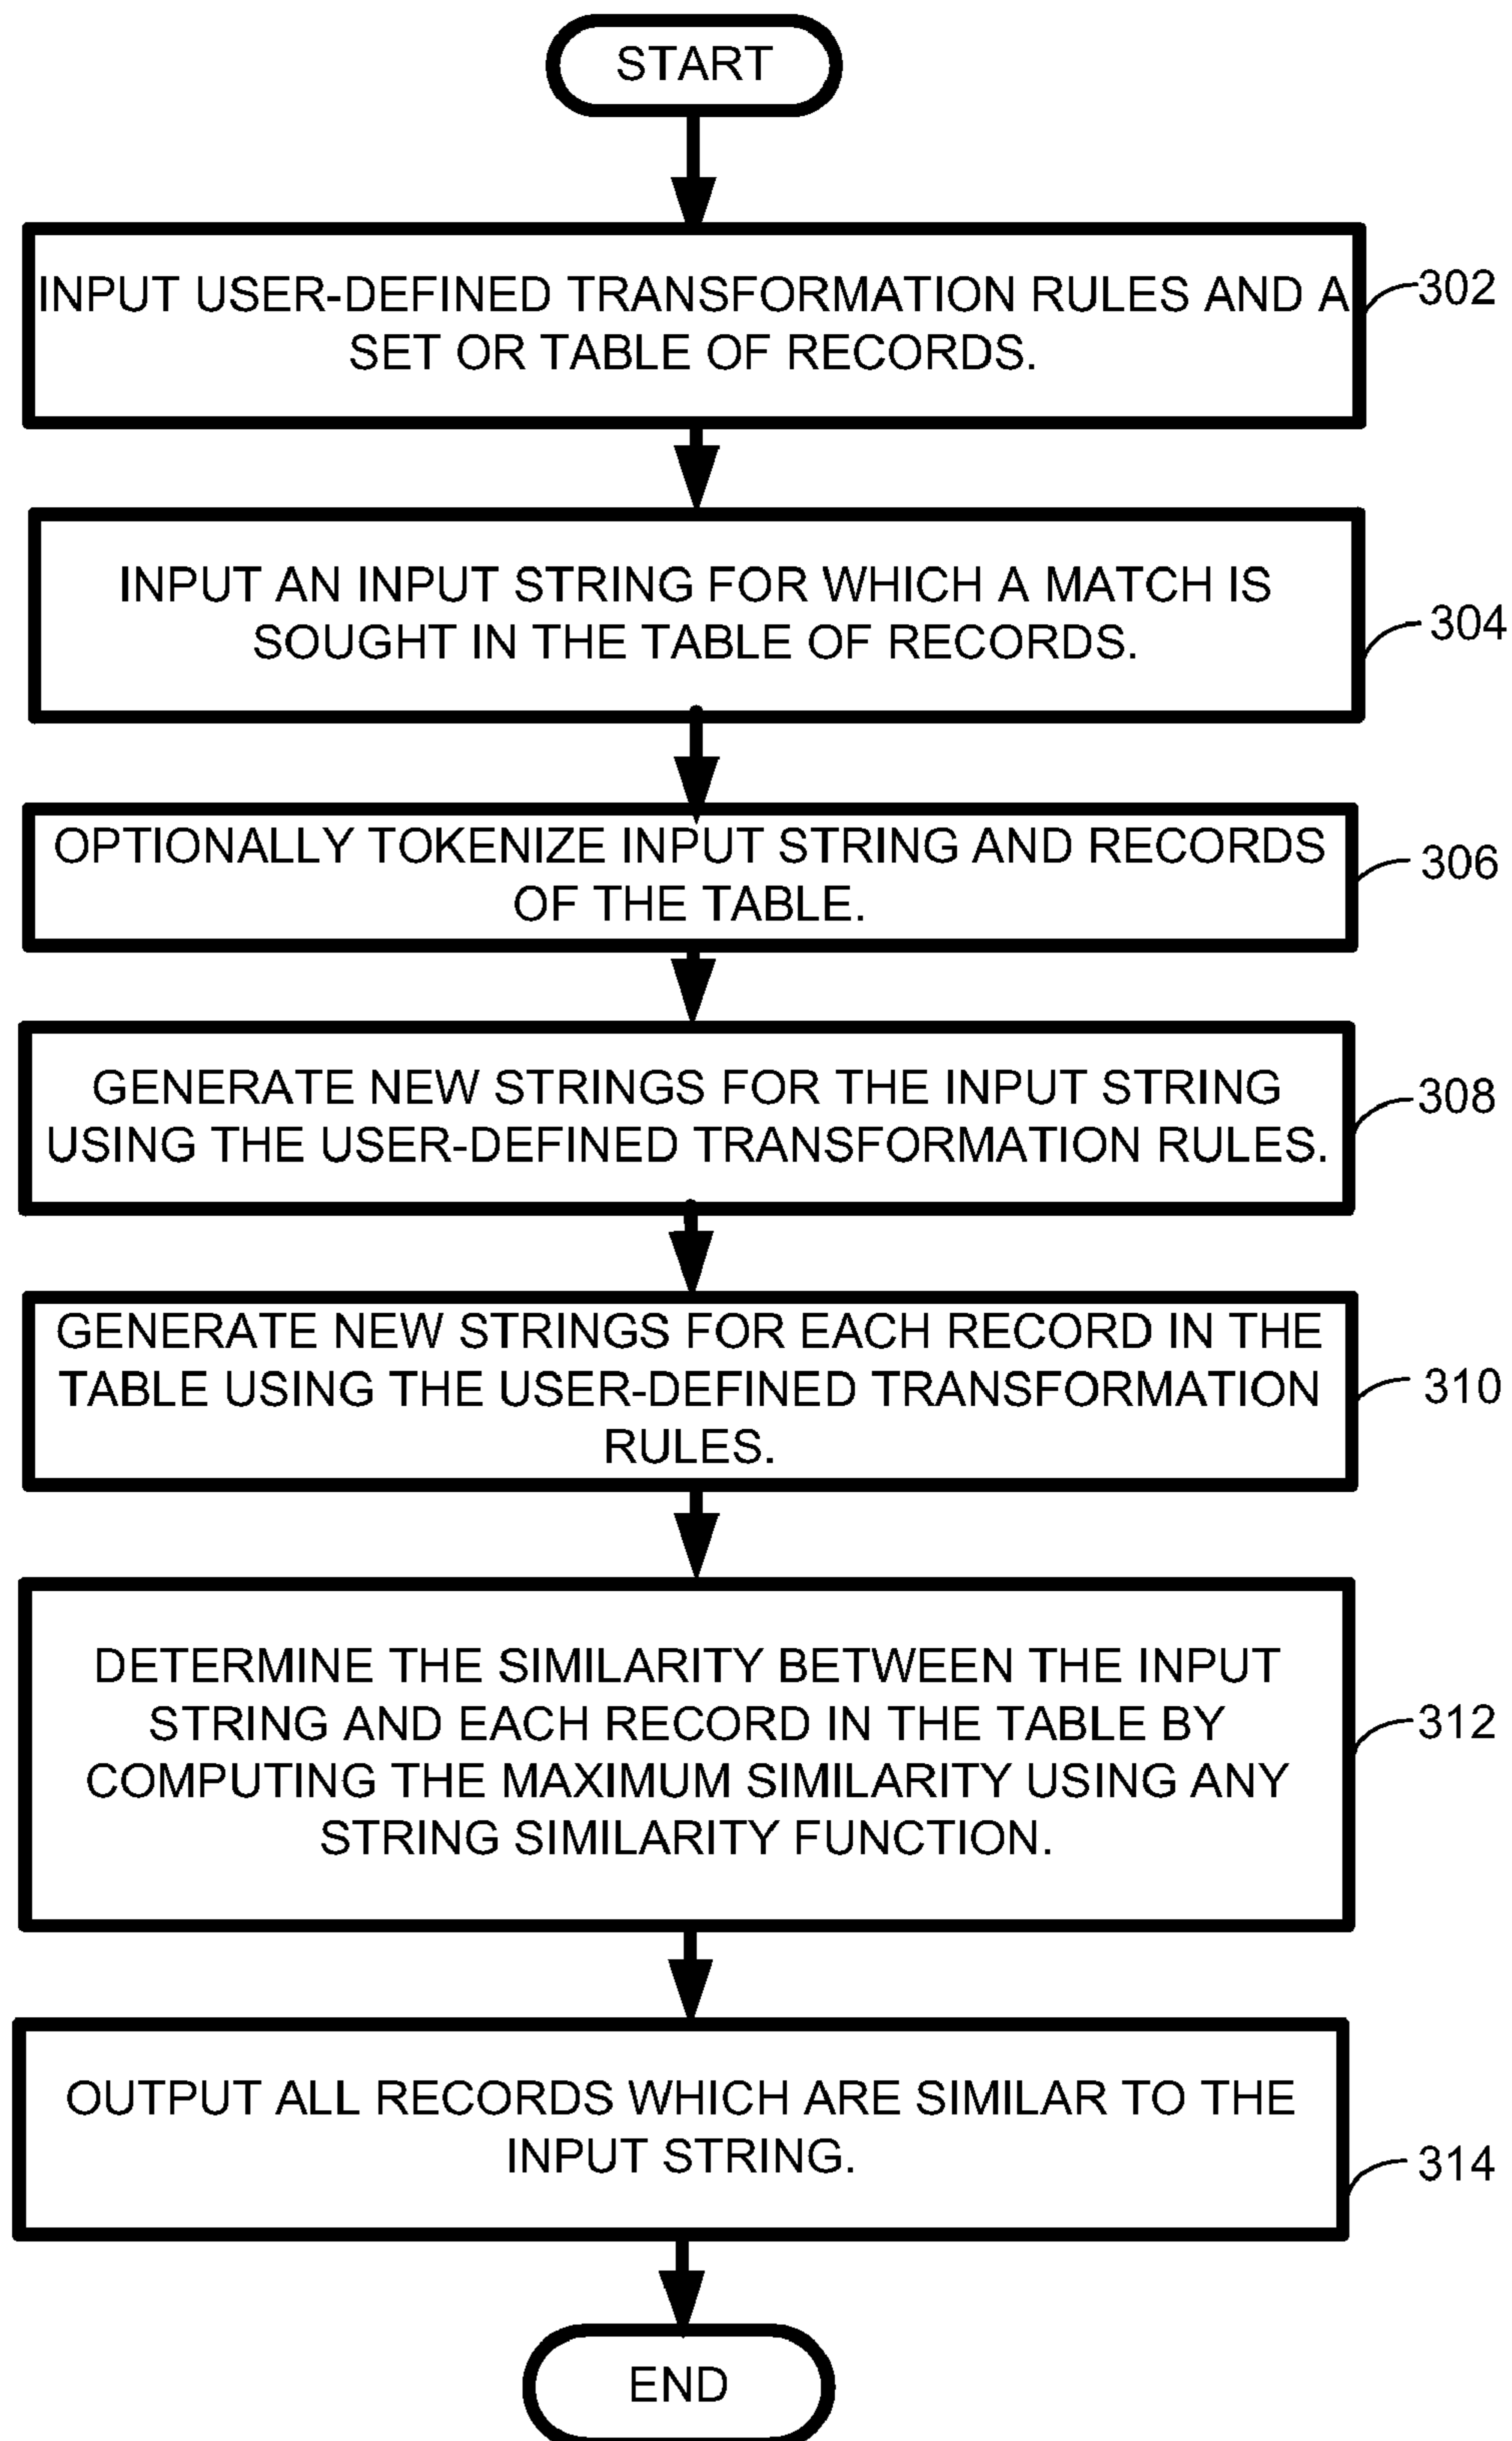 START
INPUT USER-DEFINED TRANSFORMATION RULES AND A
SET OR TABLE OF RECORDS.
302
INPUT AN INPUT STRING FOR WHICH A MATCH IS
SOUGHT IN THE TABLE OF RECORDS.
304
OPTIONALLY TOKENIZE INPUT STRING AND RECORDS
OF THE TABLE.
306
GENERATE NEW STRINGS FOR THE INPUT STRING
USING THE USER-DEFINED TRANSFORMATION RULES.
308
GENERATE NEW STRINGS FOR EACH RECORD IN THE
TABLE USING THE USER-DEFINED TRANSFORMATION
RULES.
310
DETERMINE THE SIMILARITY BETWEEN THE INPUT
STRING AND EACH RECORD IN THE TABLE BY
COMPUTING THE MAXIMUM SIMILARITY USING ANY
STRING SIMILARITY FUNCTION.
312
OUTPUT ALL RECORDS WHICH ARE SIMILAR TO THE
INPUT STRING.
314
END